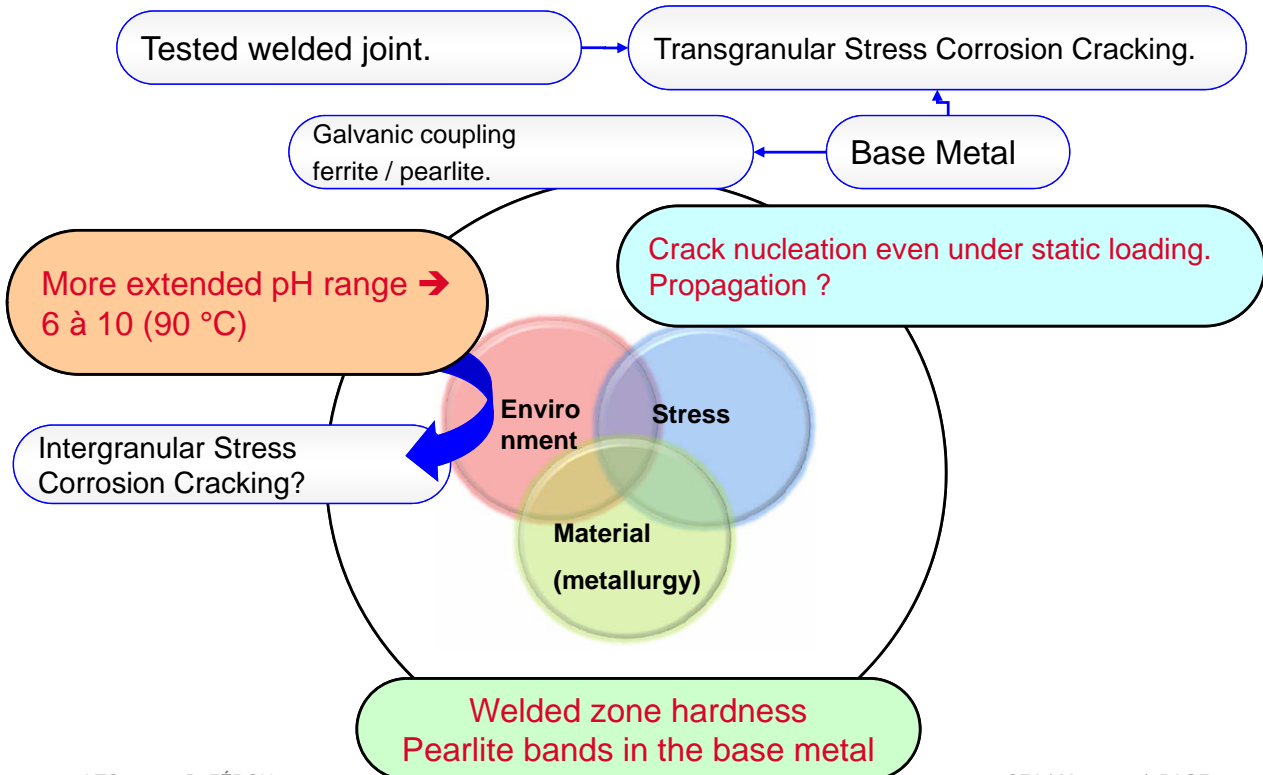 Tested welded joint.
Transgranular Stress Corrosion Cracking.
Galvanic coupling
ferrite / pearlite.
Base Metal
More extended pH range ➔
6 à 10 (90 °C)
Crack nucleation even under static loading.
Propagation ?
Intergranular Stress
Corrosion Cracking?
Enviro
nment
Stress
Material
(metallurgy)
Welded zone hardness
Pearlite bands in the base metal